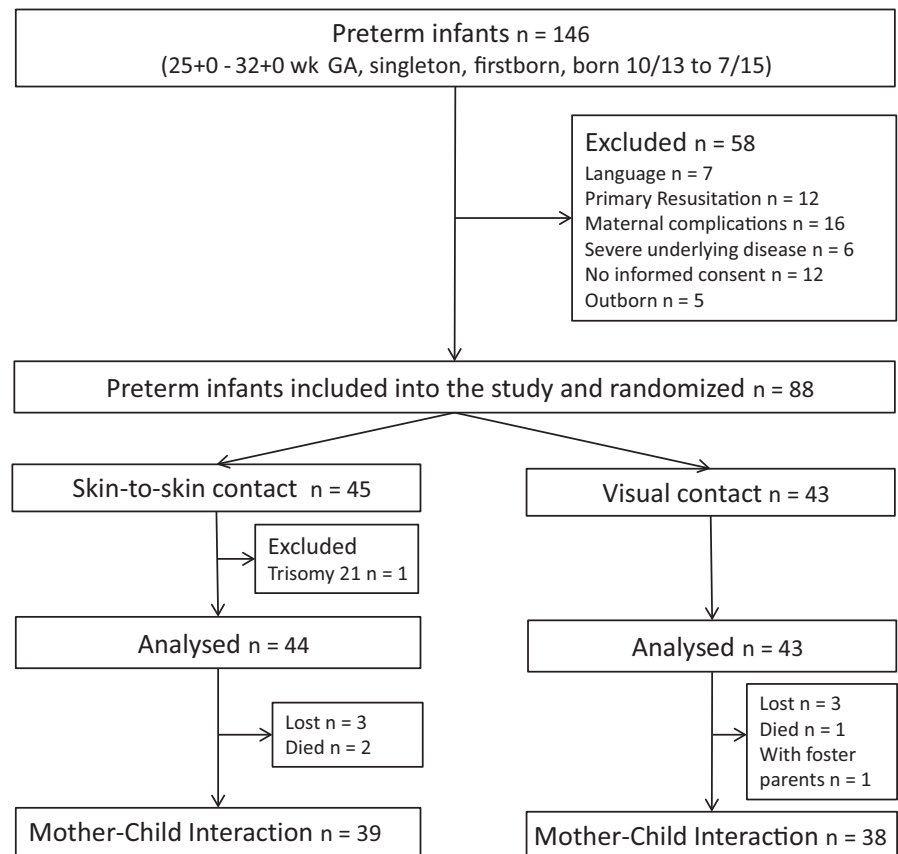 Preterm infants n = 146
(25+0 - 32+0 wk GA, singleton, firstborn, born 10/13 to 7/15)
Excluded n = 58
Language n = 7
Primary Resusitation n = 12
Maternal complications n = 16
Severe underlying disease n = 6
No informed consent n = 12
Outborn n = 5
Preterm infants included into the study and randomized n = 88
Skin-to-skin contact n = 45
Visual contact n = 43
Excluded
Trisomy 21 n = 1
Analysed n = 44
Analysed n = 43
Lost n = 3
Died n = 2
Lost n = 3
Died n = 1
With foster
parents n = 1
Mother-Child Interaction n = 39
Mother-Child Interaction n = 38